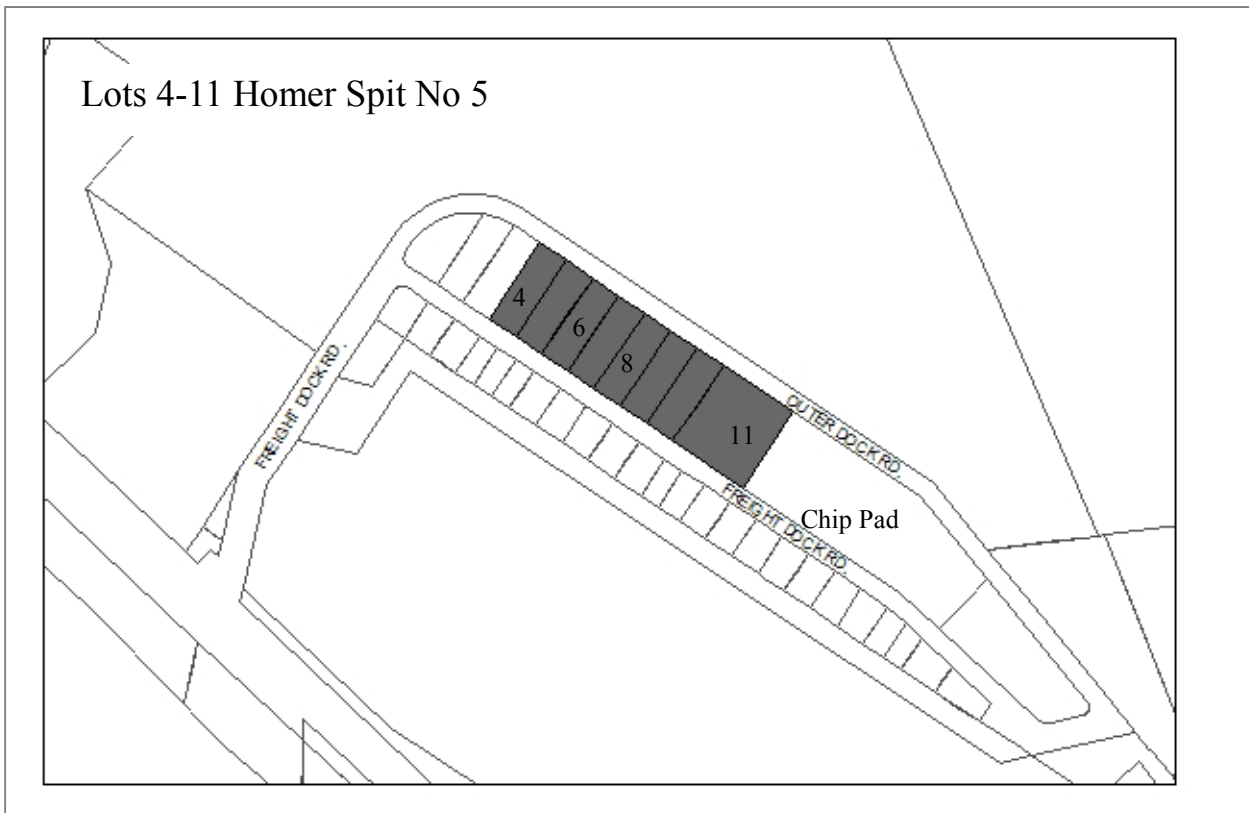 Lots 4-11 Homer Spit No 5
4
6
8
11
FREIGHT DOCK RD.
OUTER DOCK RD.
FREIGHT DOCK RD.
Chip Pad